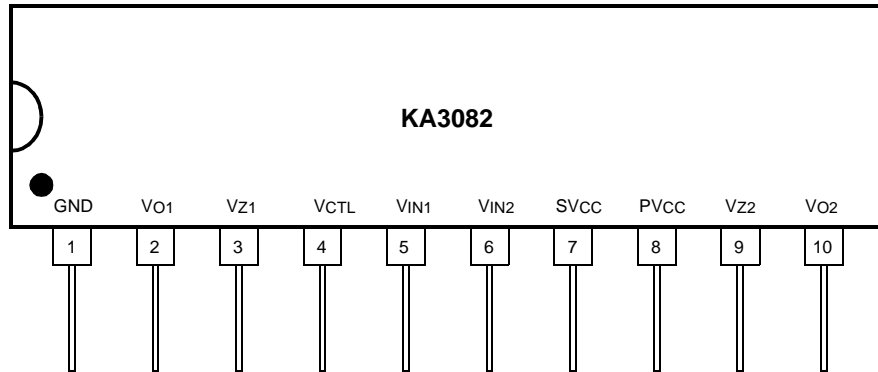 KA3082
GND VO1 VZ1 VCTL VIN1 VIN2 SVCC PVCC VZ2 VO2
1 2 3 4 5 6 7 8 9 10